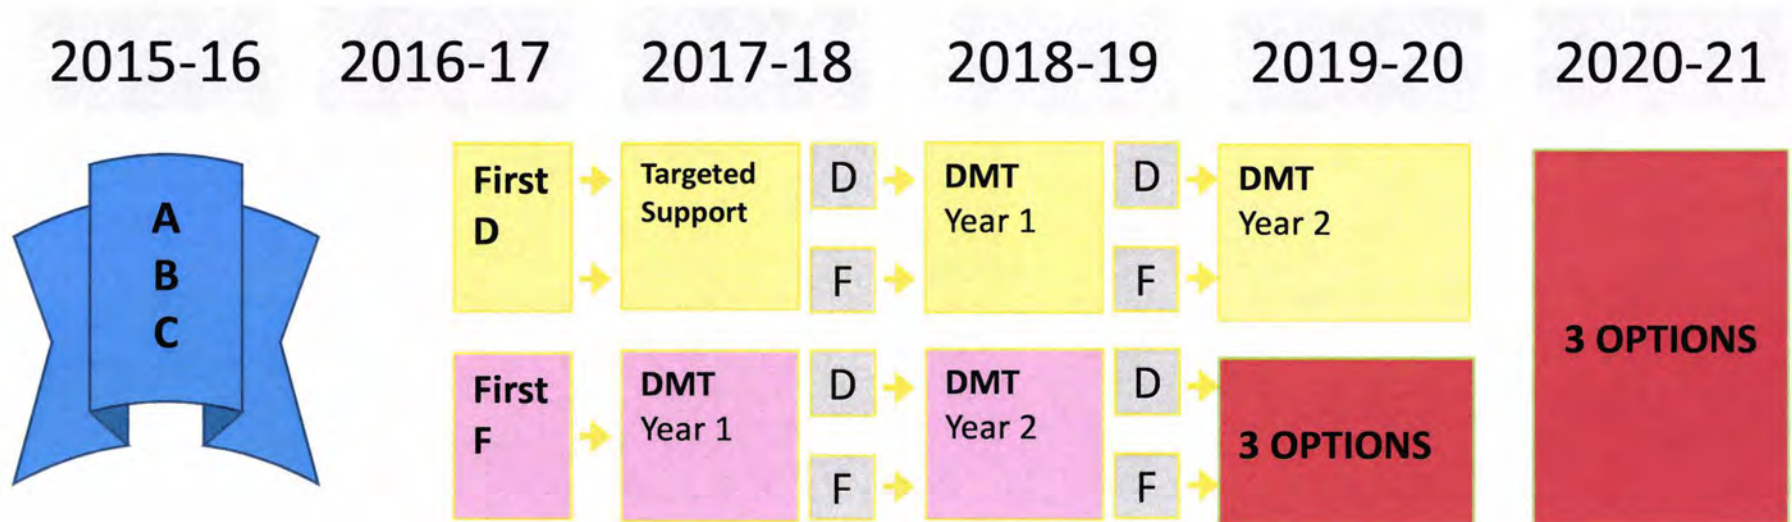 2015-16 2016-17 2017-18 2018-19 2019-20 2020-21
A
B
C
First
D
Targeted
Support
D
F
DMT
Year 1
D
F
DMT
Year 2
First
F
DMT
Year 1
D
F
DMT
Year 2
D
F
3 OPTIONS
3 OPTIONS